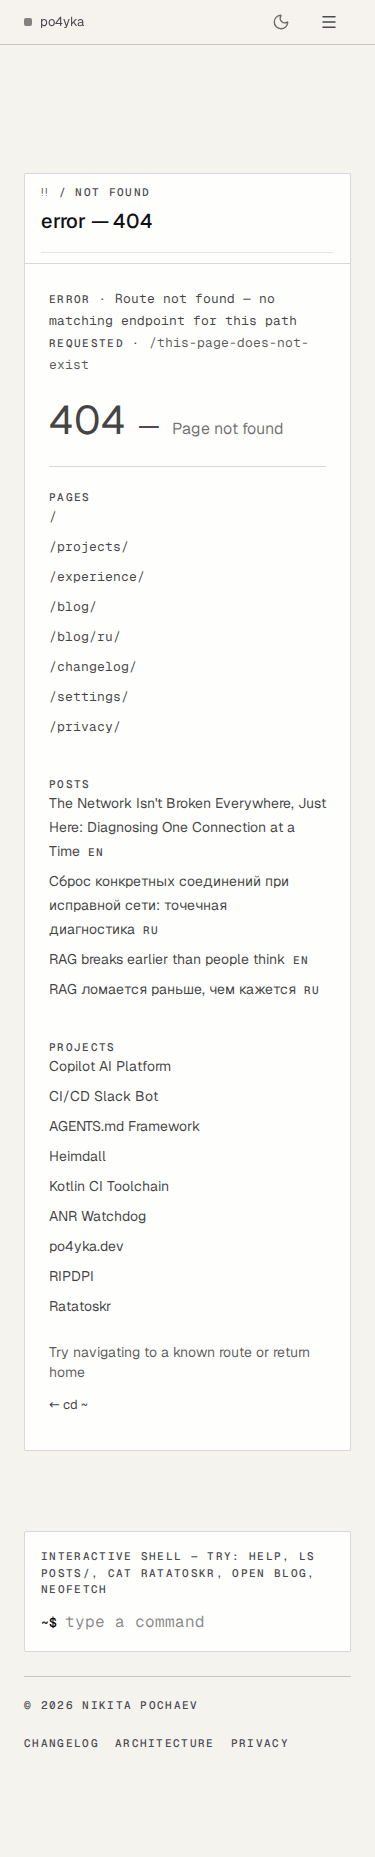 po4yka
!! / NOT FOUND
error — 404
ERROR · Route not found — no
matching endpoint for this path
REQUESTED · /this-page-does-not-
exist
404 — Page not found
PAGES
/
/projects/
/experience/
/blog/
/blog/ru/
/changelog/
/settings/
/privacy/
POSTS
The Network Isn't Broken Everywhere, Just
Here: Diagnosing One Connection at a
Time EN
Сброс конкретных соединений при
исправной сети: точечная
диагностика RU
RAG breaks earlier than people think EN
RAG ломается раньше, чем кажется RU
PROJECTS
Copilot AI Platform
CI/CD Slack Bot
AGENTS.md Framework
Heimdall
Kotlin CI Toolchain
ANR Watchdog
po4yka.dev
RIPDPI
Ratatoskr
Try navigating to a known route or return
home
← cd ~
INTERACTIVE SHELL — TRY: HELP, LS
POSTS/, CAT RATATOSKR, OPEN BLOG,
NEOFETCH
~$ type a command
© 2026 NIKITA POCHAEV
CHANGELOG ARCHITECTURE PRIVACY